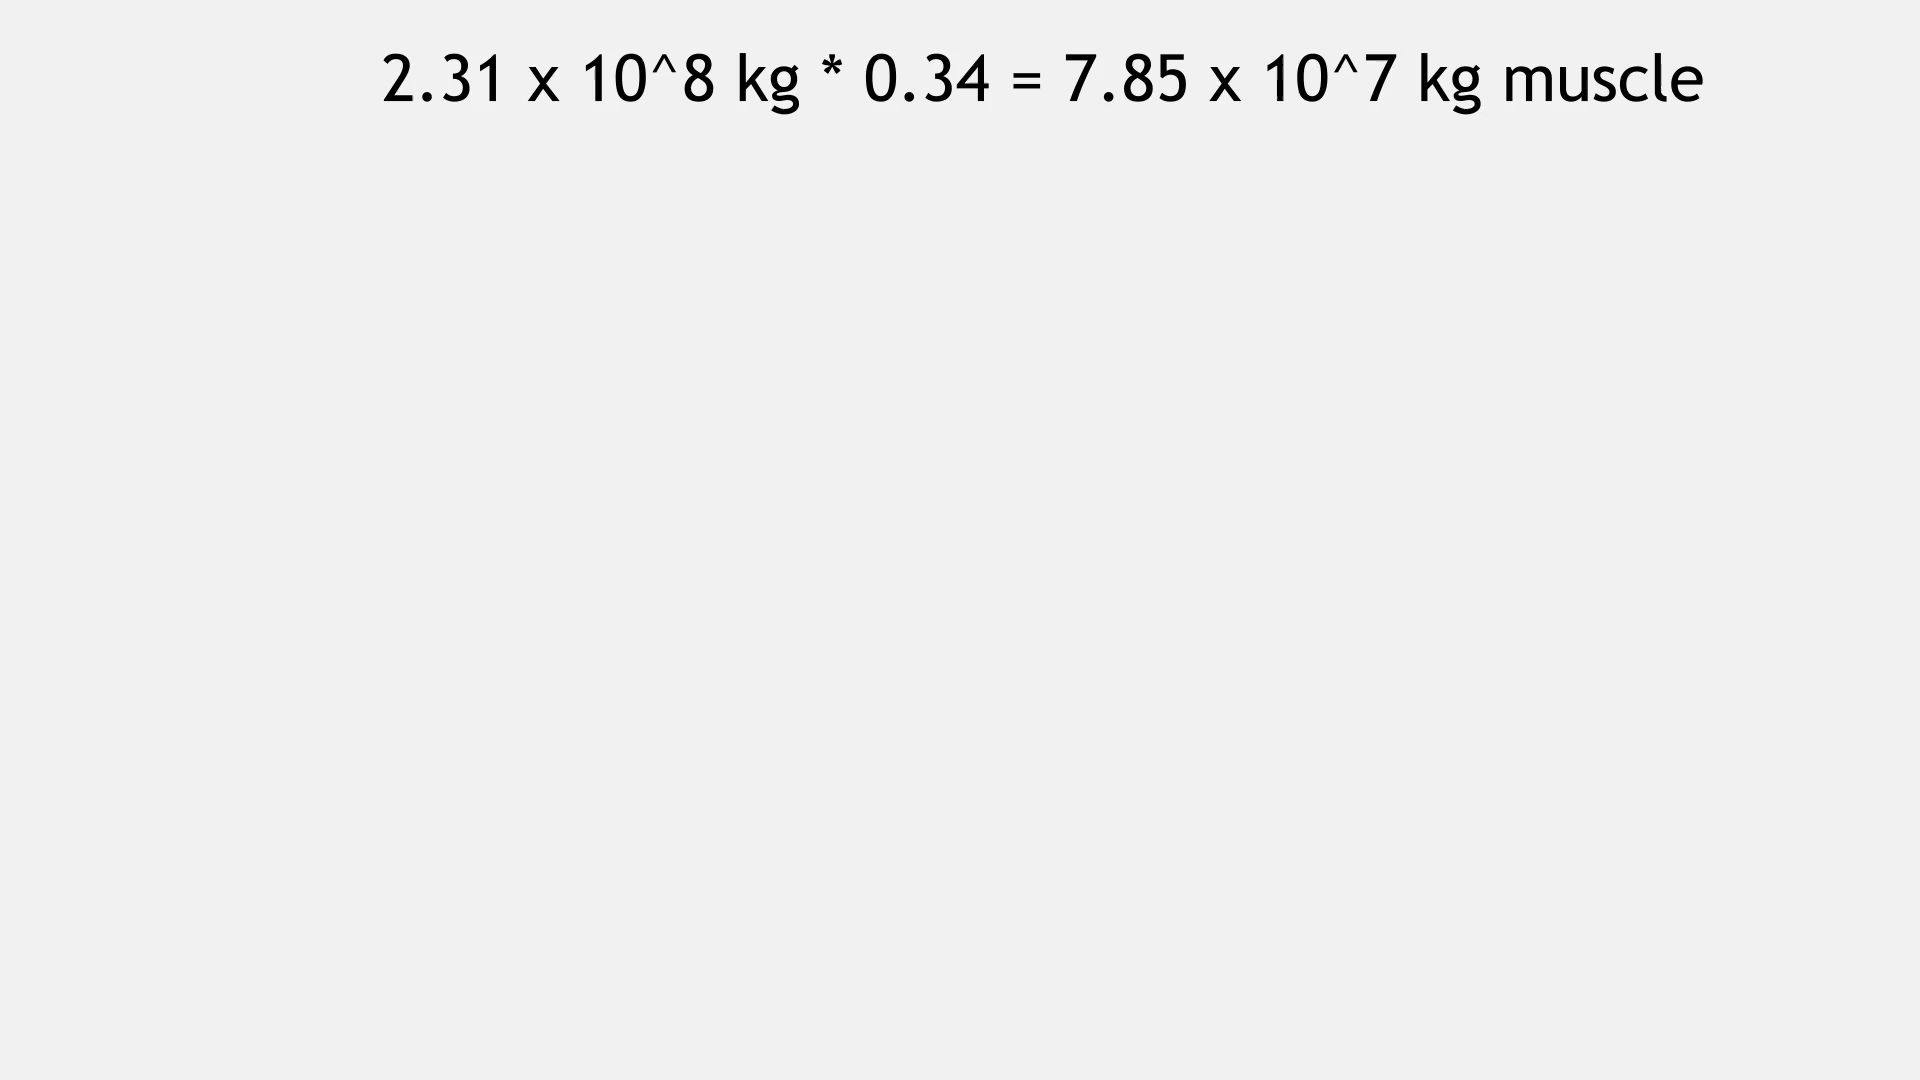 2.31 x 10^8 kg * 0.34 = 7.85 x 10^7 kg muscle